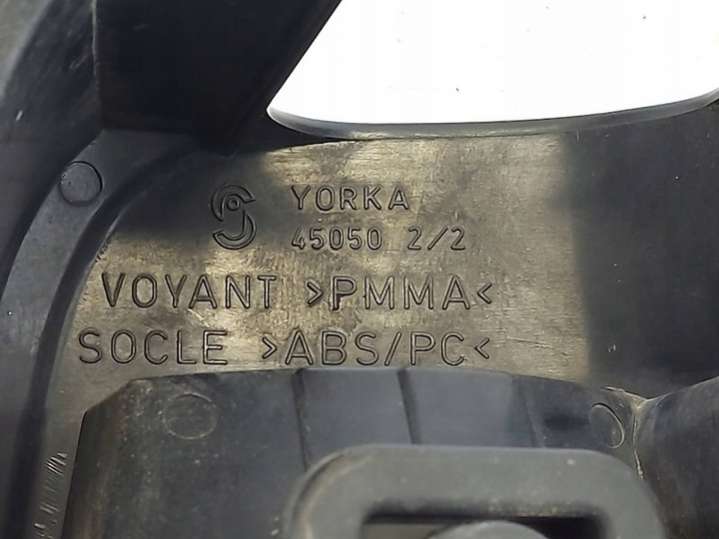 YORKA
45050 2/2
VOYANT >PMMA<
SOCLE >ABS/PC<